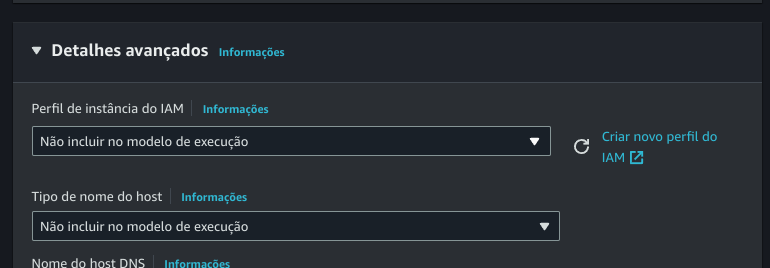 Detalhes avançados Informações
Perfil de instância do IAM Informações
Não incluir no modelo de execução
Criar novo perfil do
IAM
Tipo de nome do host Informações
Não incluir no modelo de execução
Nome do host DNS Informações